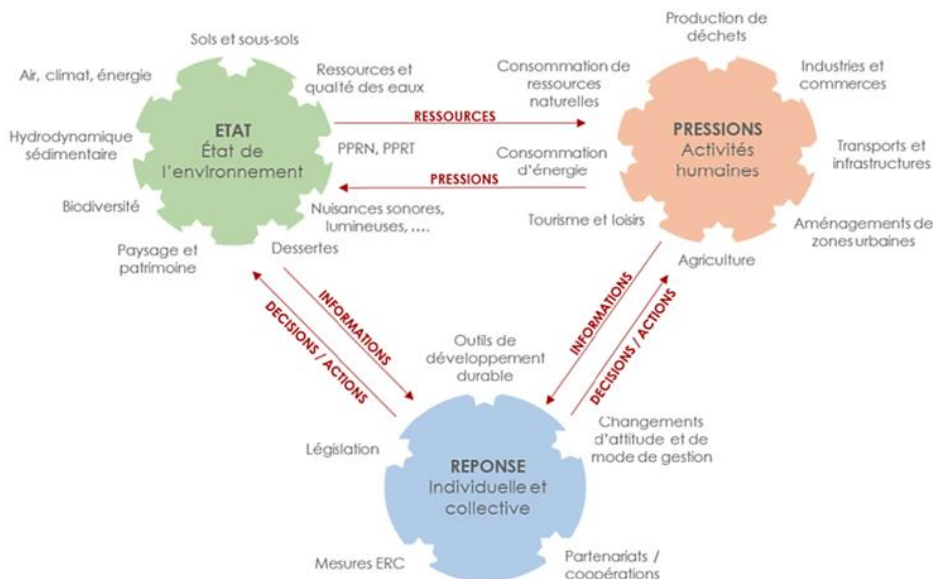 Sols et sous-sols
Air, climat, énergie
Ressources et
qualité des eaux
Hydrodynamique
sédimentaire
ETAT
État de
l'environnement
PPRN, PPRT
Biodiversité
Nuisances sonores,
lumineuses, ....
Paysage et
patrimoine
Dessertes
RESSOURCES
PRESSIONS
Production de
déchets
Consommation de
ressources
naturelles
Industries et
commerces
PRESSIONS
Activités
humaines
Consommation
d'énergie
Transports et
infrastructures
Tourisme et loisirs
Aménagements de
zones urbaines
Agriculture
DECISIONS / ACTIONS
INFORMATIONS
INFORMATIONS
DECISIONS / ACTIONS
Outils de
développement
durable
Législation
Changements
d'attitude et de
mode de gestion
REPONSE
Individuelle et
collective
Mesures ERC
Partenariats /
coopérations